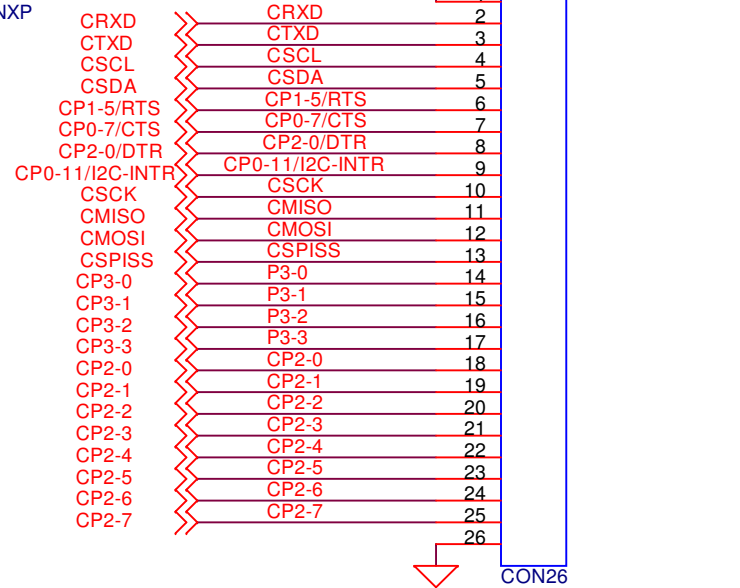 NXP
CRXD CRXD 2
CTXD CTXD 3
CSCL CSCL 4
CSDA CSDA 5
CP1-5/RTS CP1-5/RTS 6
CP0-7/CTS CP0-7/CTS 7
CP2-0/DTR CP2-0/DTR 8
CP0-11/I2C-INTR CP0-11/I2C-INTR 9
CSCK CSCK 10
CMISO CMISO 11
CMOSI CMOSI 12
CSPISS CSPISS 13
CP3-0 P3-0 14
CP3-1 P3-1 15
CP3-2 P3-2 16
CP3-3 P3-3 17
CP2-0 CP2-0 18
CP2-1 CP2-1 19
CP2-2 CP2-2 20
CP2-3 CP2-3 21
CP2-4 CP2-4 22
CP2-5 CP2-5 23
CP2-6 CP2-6 24
CP2-7 CP2-7 25
26
CON26